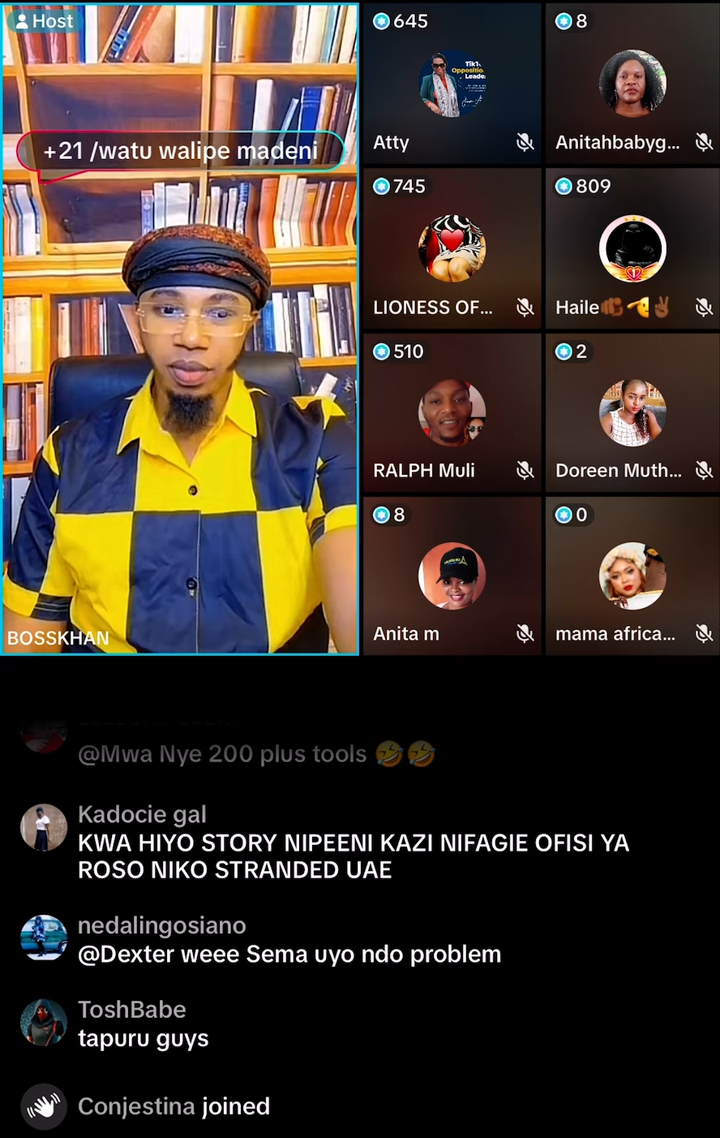 Host
+21 /watu walipe madeni
BOSSKHAN
645
TikT
Oppositio
Leade
Atty
8
Anitahbabyg...
745
LIONESS OF...
809
Haile
510
RALPH Muli
2
Doreen Muth...
8
Anita m
0
mama africa...
@Mwa Nye 200 plus tools 🤣🤣
Kadocie gal
KWA HIYO STORY NIPEENI KAZI NIFAGIE OFISI YA
ROSO NIKO STRANDED UAE
nedalingosiano
@Dexter weee Sema uyo ndo problem
ToshBabe
tapuru guys
Conjestina joined